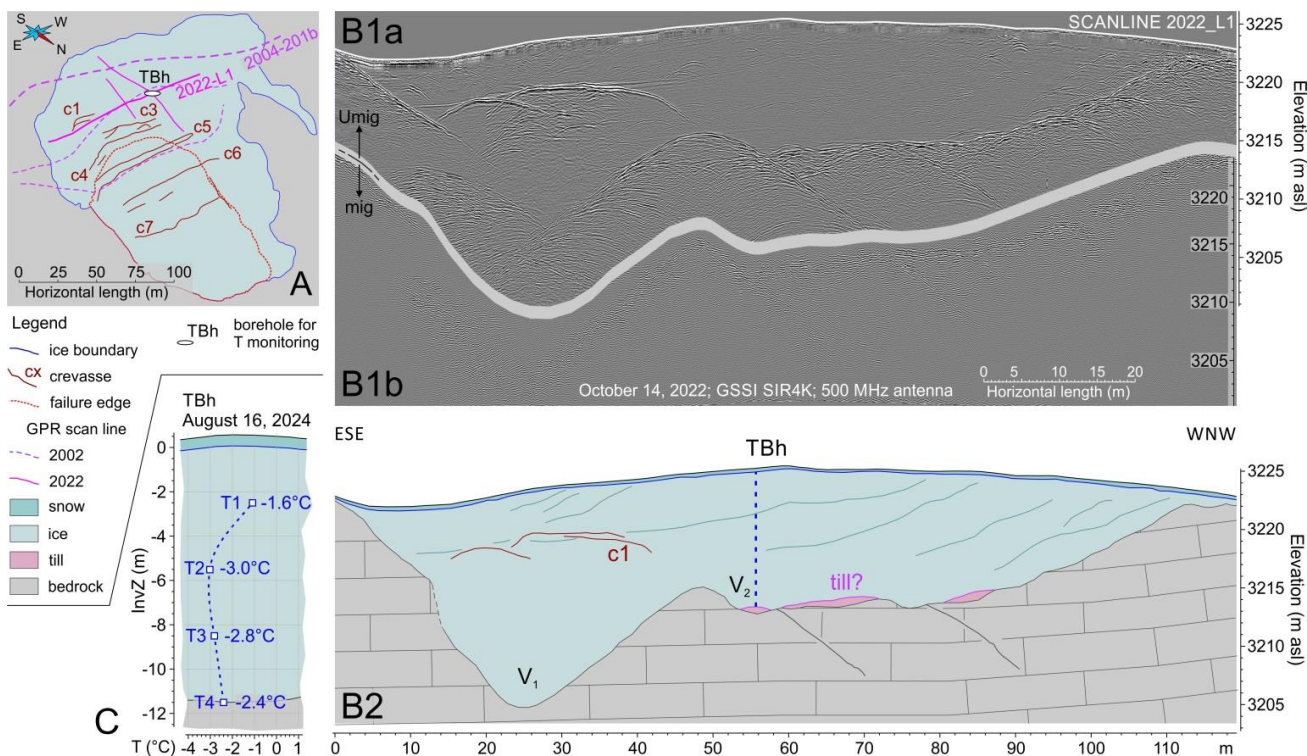 S
W
E
N
2004-201b
TBh
2022-L1
c1
c3
c5
c4
c6
c7
0 25 50 75 100
Horizontal length (m)
A
Legend
ice boundary
cx
crevasse
failure edge
GPR scan line
2002
2022
snow
ice
till
bedrock
TBh
borehole for
T monitoring
TBh
August 16, 2024
0
-2
-4
-6
-8
-10
-12
InvZ (m)
T1 -1.6°C
T2 -3.0°C
T3 -2.8°C
T4 -2.4°C
C
-4 -3 -2 -1 0 1
T (°C)
B1a
SCANLINE 2022_L1
3225
3220
3215
3210
3205
Elevation (m asl)
Umig
mig
3220
3215
3210
3205
B1b
October 14, 2022; GSSI SIR4K; 500 MHz antenna
0 5 10 20
Horizontal length (m)
ESE
WNW
TBh
c1
V2
till?
V1
B2
3225
3220
3215
3210
3205
Elevation (m asl)
0 10 20 30 40 50 60 70 80 90 100 110 m